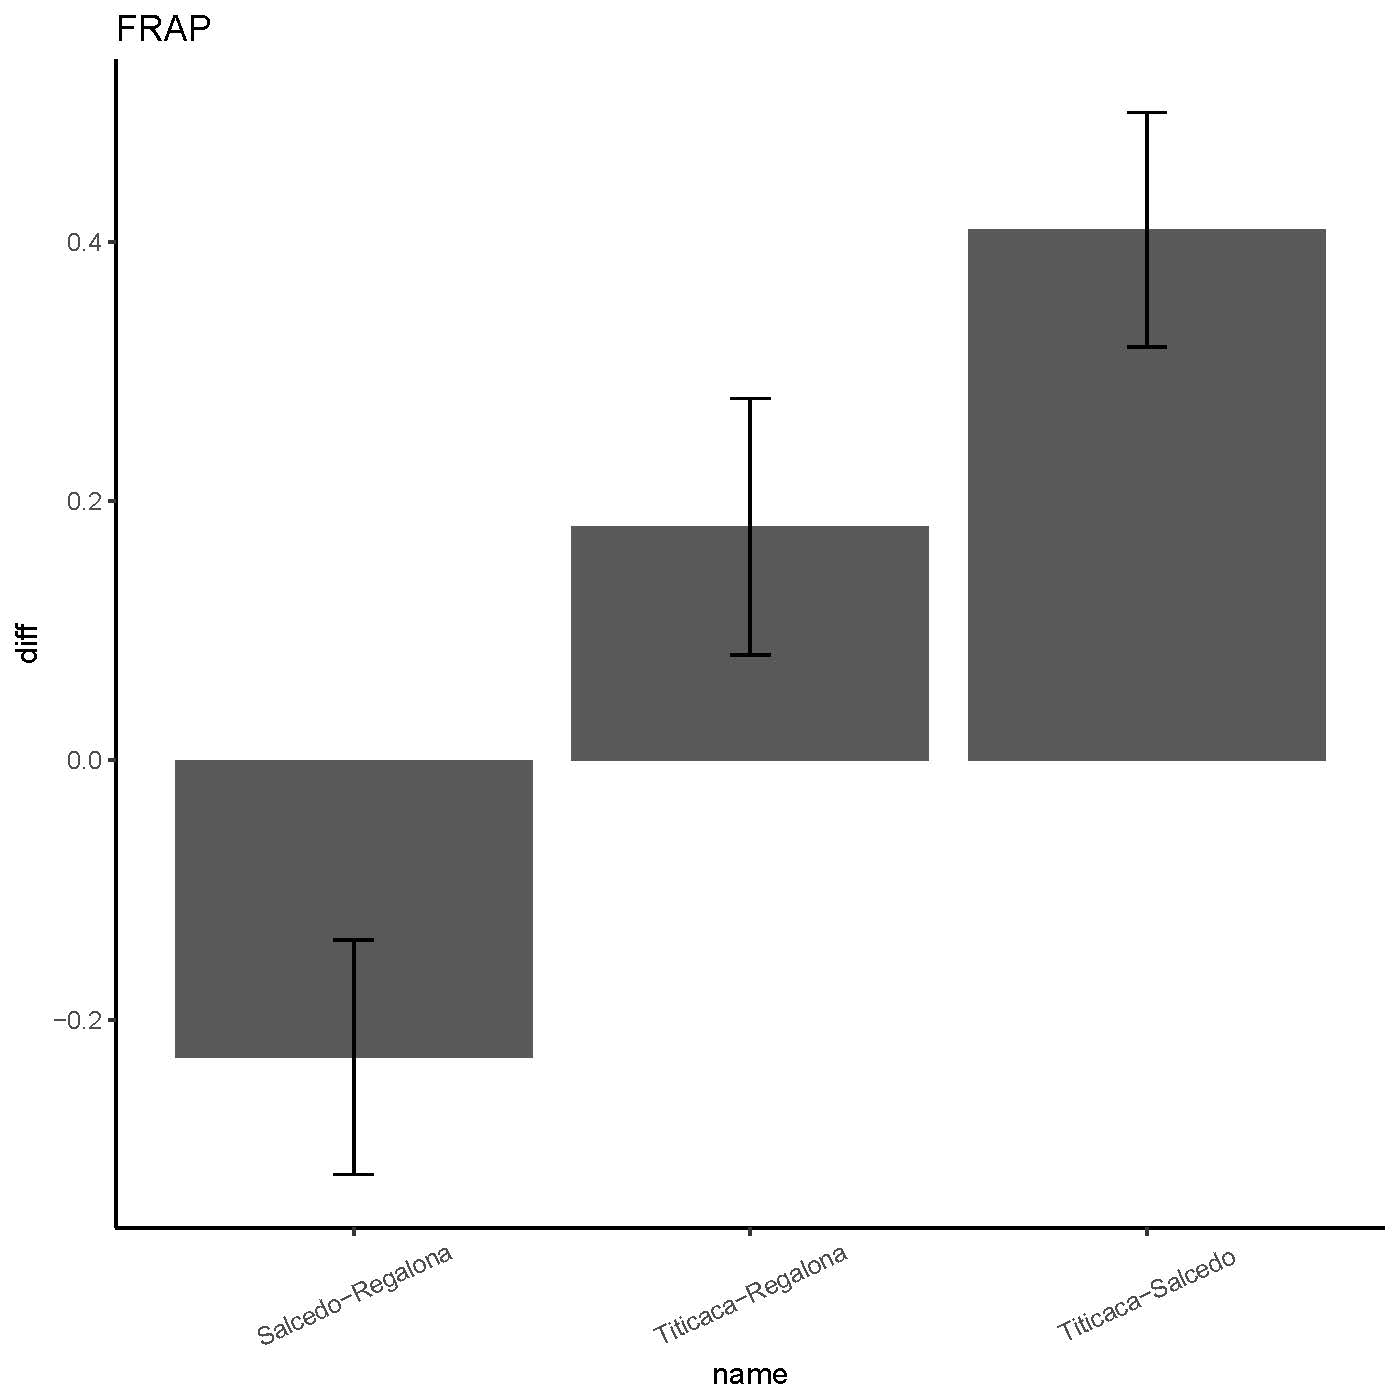 FRAP
diff
0.4
0.2
0.0
−0.2
Salcedo−Regalona
Titicaca−Regalona
Titicaca−Salcedo
name